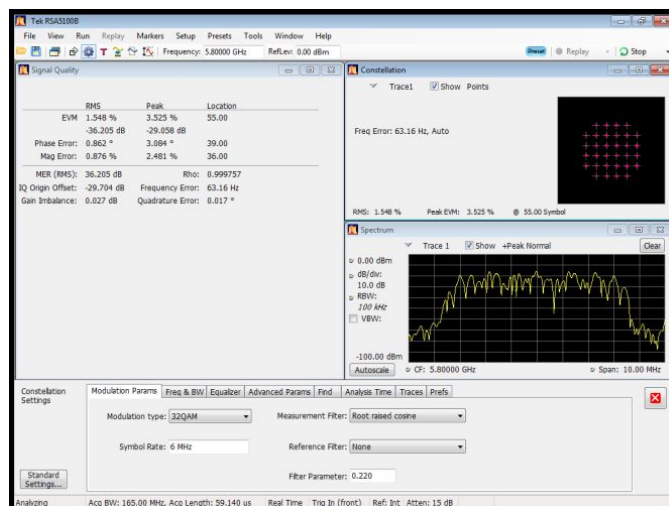 Tek RSA5100B
File View Run Replay Markers Setup Presets Tools Window Help
Frequency: 5.80000 GHz RefLev: 0.00 dBm Preset Replay Stop
Signal Quality
RMS Peak Location
EVM 1.548 % 3.525 % 55.00
-36.205 dB -29.058 dB
Phase Error: 0.862 ° 3.084 ° 39.00
Mag Error: 0.876 % 2.481 % 36.00
MER (RMS): 36.205 dB Rho: 0.999757
IQ Origin Offset: -29.704 dB Frequency Error: 63.16 Hz
Gain Imbalance: 0.027 dB Quadrature Error: 0.017 °
Constellation
Trace1 Show Points
Freq Error: 63.16 Hz, Auto
RMS: 1.548 % Peak EVM: 3.525 % @ 55.00 Symbol
Spectrum
Trace 1 Show +Peak Normal Clear
0.00 dBm
dB/div:
10.0 dB
RBW:
100 kHz
VBW:
-100.00 dBm
Autoscale CF: 5.80000 GHz Span: 10.00 MHz
Constellation
Settings
Modulation Params Freq & BW Equalizer Advanced Params Find Analysis Time Traces Prefs
Modulation type: 32QAM Measurement Filter: Root raised cosine
Symbol Rate: 6 MHz Reference Filter: None
Filter Parameter: 0.220
Standard
Settings...
Analyzing Acq BW: 165.00 MHz, Acq Length: 59.140 us Real Time Trig In (front) Ref: Int Atten: 15 dB